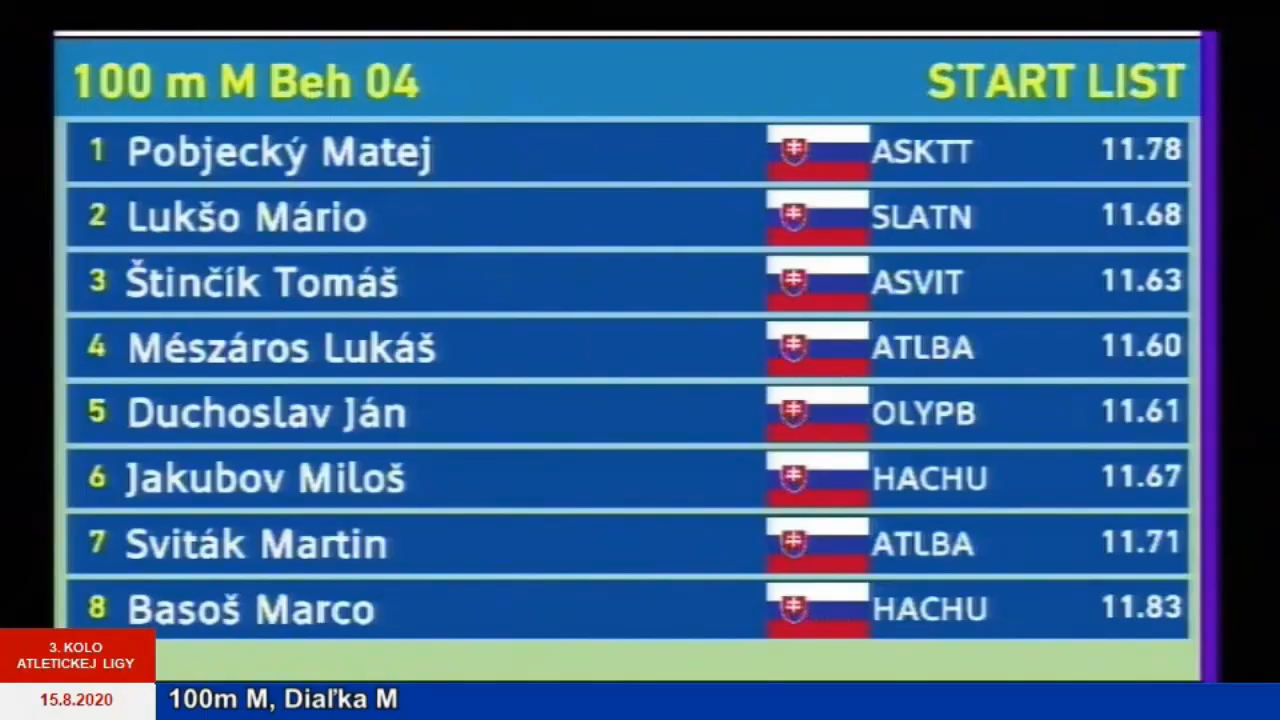 100 m M Beh 04 START LIST
1 Pobjecký Matej ASKTT 11.78
2 Lukšo Mário SLATN 11.68
3 Štinčík Tomáš ASVIT 11.63
4 Mészáros Lukáš ATLBA 11.60
5 Duchoslav Ján OLYPB 11.61
6 Jakubov Miloš HACHU 11.67
7 Sviták Martin ATLBA 11.71
8 Basoš Marco HACHU 11.83
3. KOLO
ATLETICKEJ LIGY
15.8.2020
100m M, Diaľka M